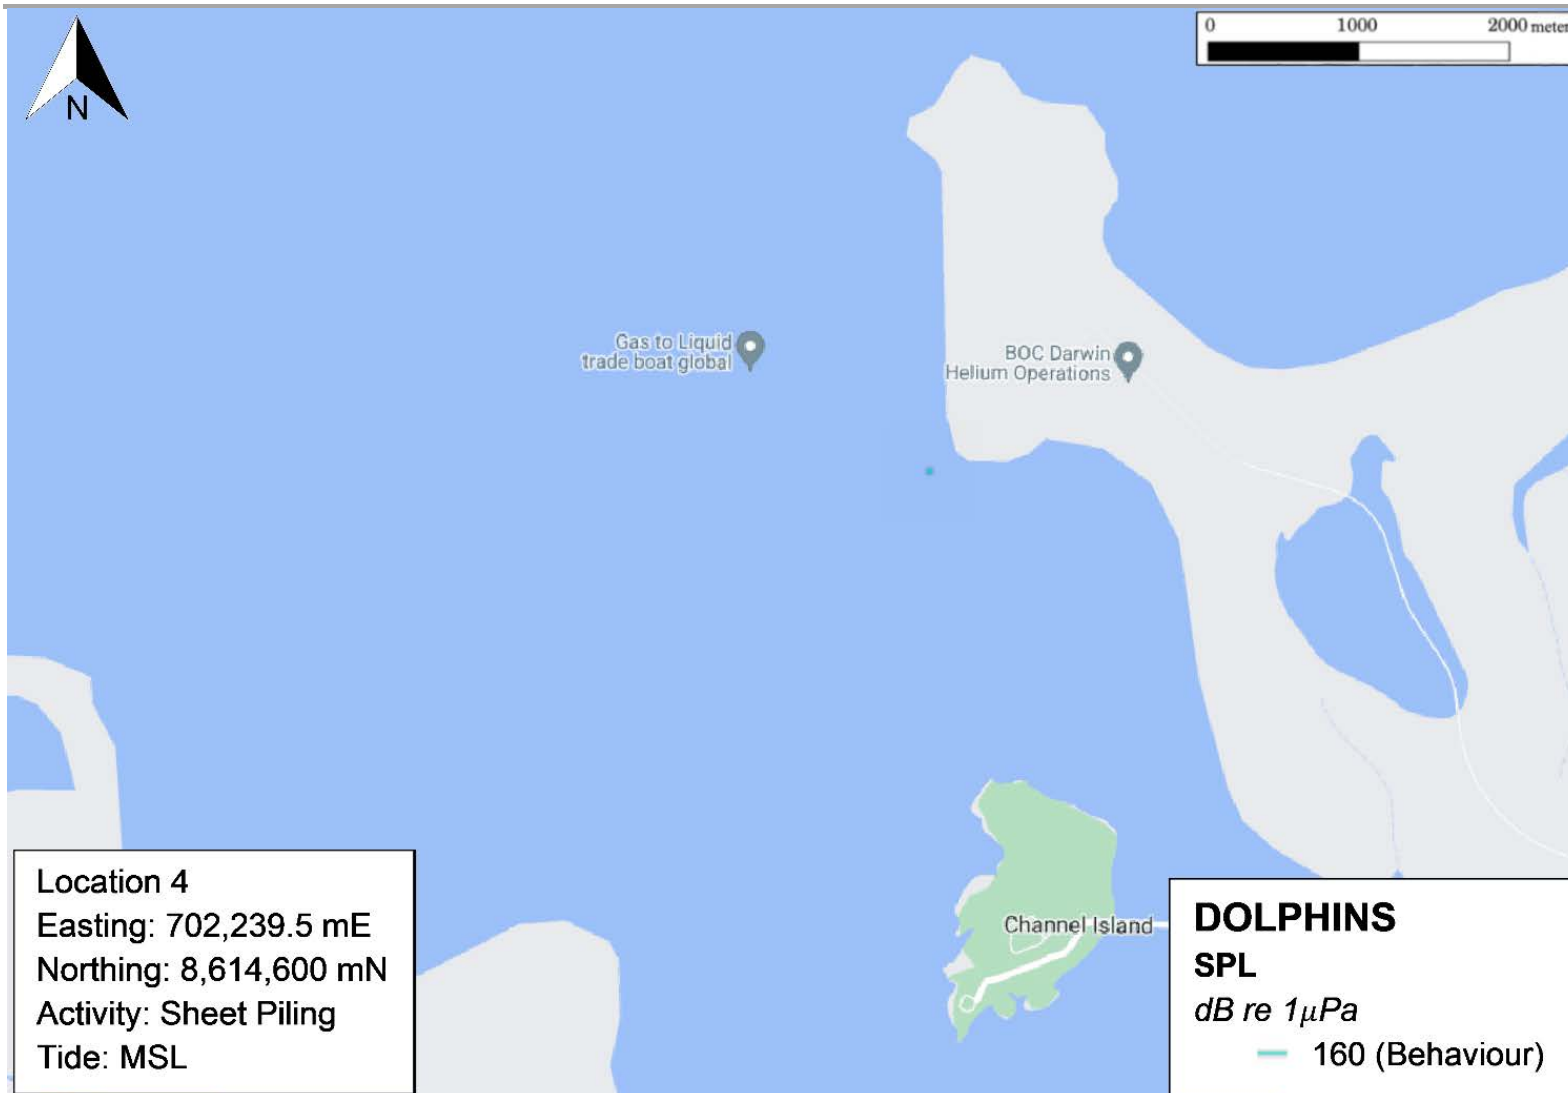 0 1000 2000 meter
N
Gas to Liquid
trade boat global
BOC Darwin
Helium Operations
Channel Island
Location 4
Easting: 702,239.5 mE
Northing: 8,614,600 mN
Activity: Sheet Piling
Tide: MSL
DOLPHINS
SPL
dB re 1μPa
160 (Behaviour)